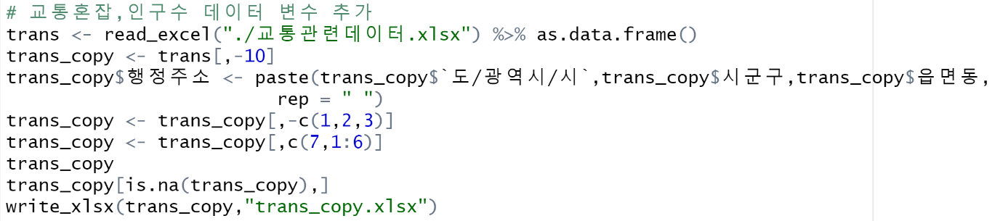 # 교통혼잡,인구수 데이터 변수 추가
trans <- read_excel("./교통관련데이터.xlsx") %>% as.data.frame()
trans_copy <- trans[,-10]
trans_copy$행정주소 <- paste(trans_copy$`도/광역시/시`,trans_copy$시군구,trans_copy$읍면동,
rep = " ")
trans_copy <- trans_copy[,-c(1,2,3)]
trans_copy <- trans_copy[,c(7,1:6)]
trans_copy
trans_copy[is.na(trans_copy),]
write_xlsx(trans_copy,"trans_copy.xlsx")